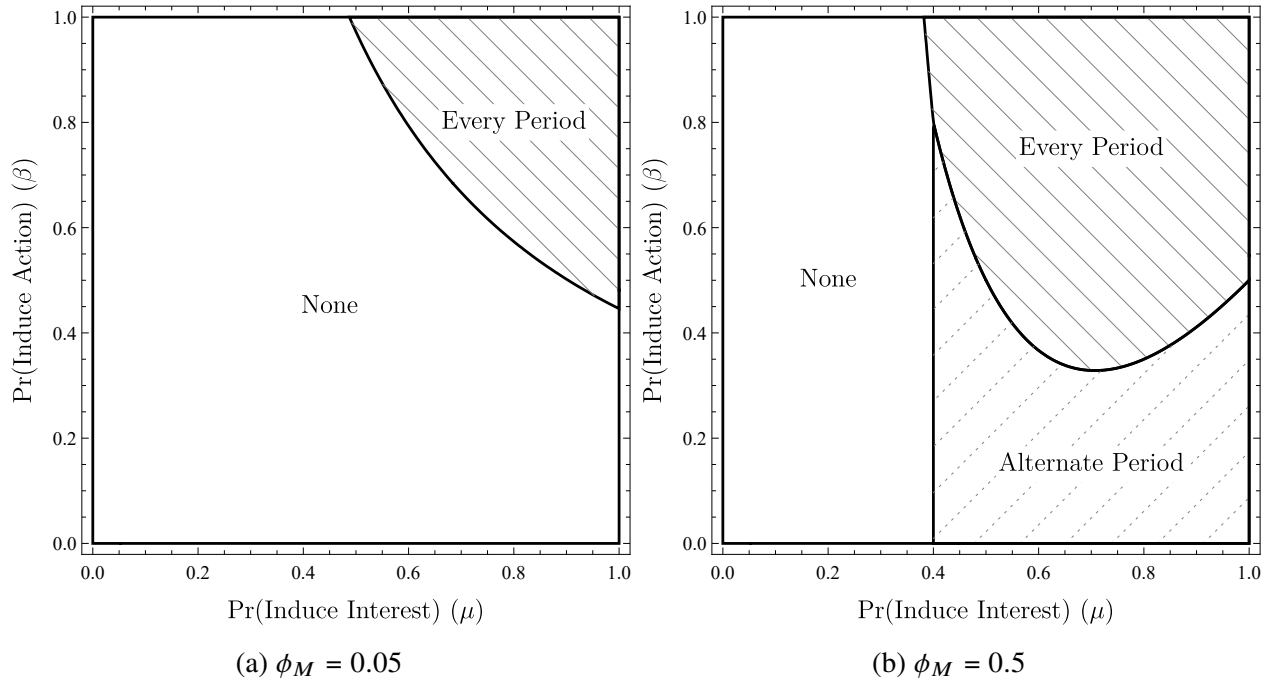 1.0
0.8
0.6
0.4
0.2
0.0
Pr(Induce Action) (β)
Every Period
None
0.0 0.2 0.4 0.6 0.8 1.0
Pr(Induce Interest) (μ)
(a) ϕ_M = 0.05
1.0
0.8
0.6
0.4
0.2
0.0
Pr(Induce Action) (β)
Every Period
None
Alternate Period
0.0 0.2 0.4 0.6 0.8 1.0
Pr(Induce Interest) (μ)
(b) ϕ_M = 0.5